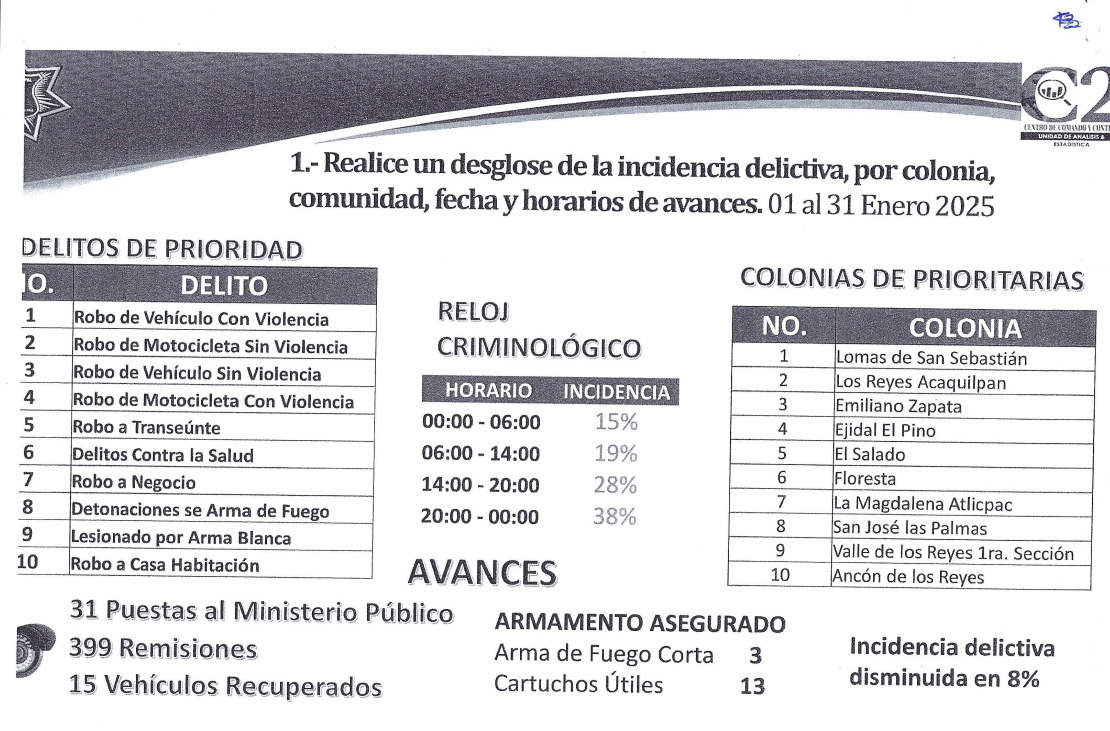 C2
CENTRO DE COMANDO Y CONT
UNIDAD DE ANALISIS &
ESTADISTICA
1.- Realice un desglose de la incidencia delictiva, por colonia,
comunidad, fecha y horarios de avances. 01 al 31 Enero 2025
DELITOS DE PRIORIDAD
IO. DELITO
1 Robo de Vehículo Con Violencia
2 Robo de Motocicleta Sin Violencia
3 Robo de Vehículo Sin Violencia
4 Robo de Motocicleta Con Violencia
5 Robo a Transeúnte
6 Delitos Contra la Salud
7 Robo a Negocio
8 Detonaciones se Arma de Fuego
9 Lesionado por Arma Blanca
10 Robo a Casa Habitación
RELOJ
CRIMINOLÓGICO
HORARIO INCIDENCIA
00:00 - 06:00 15%
06:00 - 14:00 19%
14:00 - 20:00 28%
20:00 - 00:00 38%
COLONIAS DE PRIORITARIAS
NO. COLONIA
1 Lomas de San Sebastián
2 Los Reyes Acaquilpan
3 Emiliano Zapata
4 Ejidal El Pino
5 El Salado
6 Floresta
7 La Magdalena Atlicpac
8 San José las Palmas
9 Valle de los Reyes 1ra. Sección
10 Ancón de los Reyes
AVANCES
31 Puestas al Ministerio Público
399 Remisiones
15 Vehículos Recuperados
ARMAMENTO ASEGURADO
Arma de Fuego Corta 3
Cartuchos Útiles 13
Incidencia delictiva
disminuida en 8%